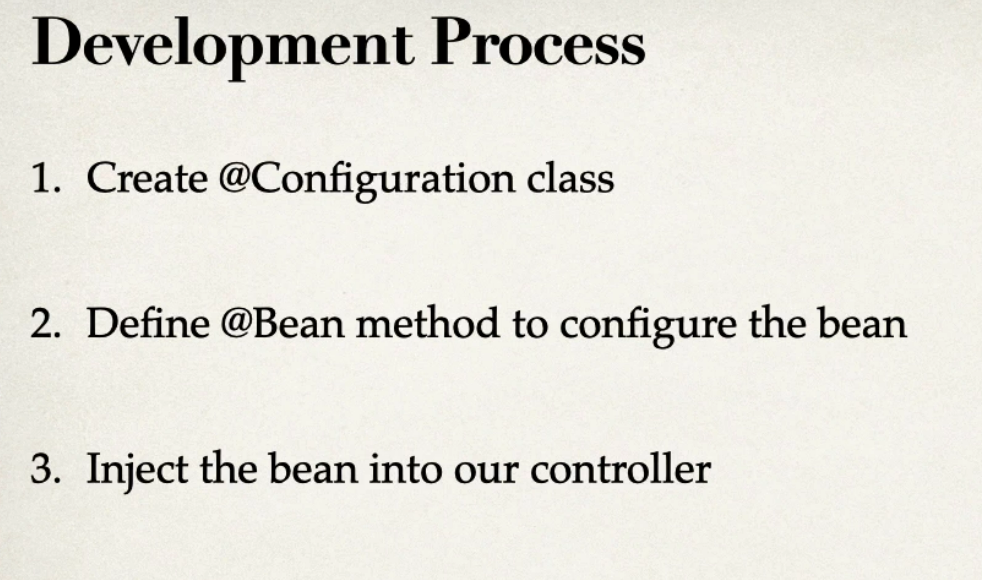 Development Process
1. Create @Configuration class
2. Define @Bean method to configure the bean
3. Inject the bean into our controller